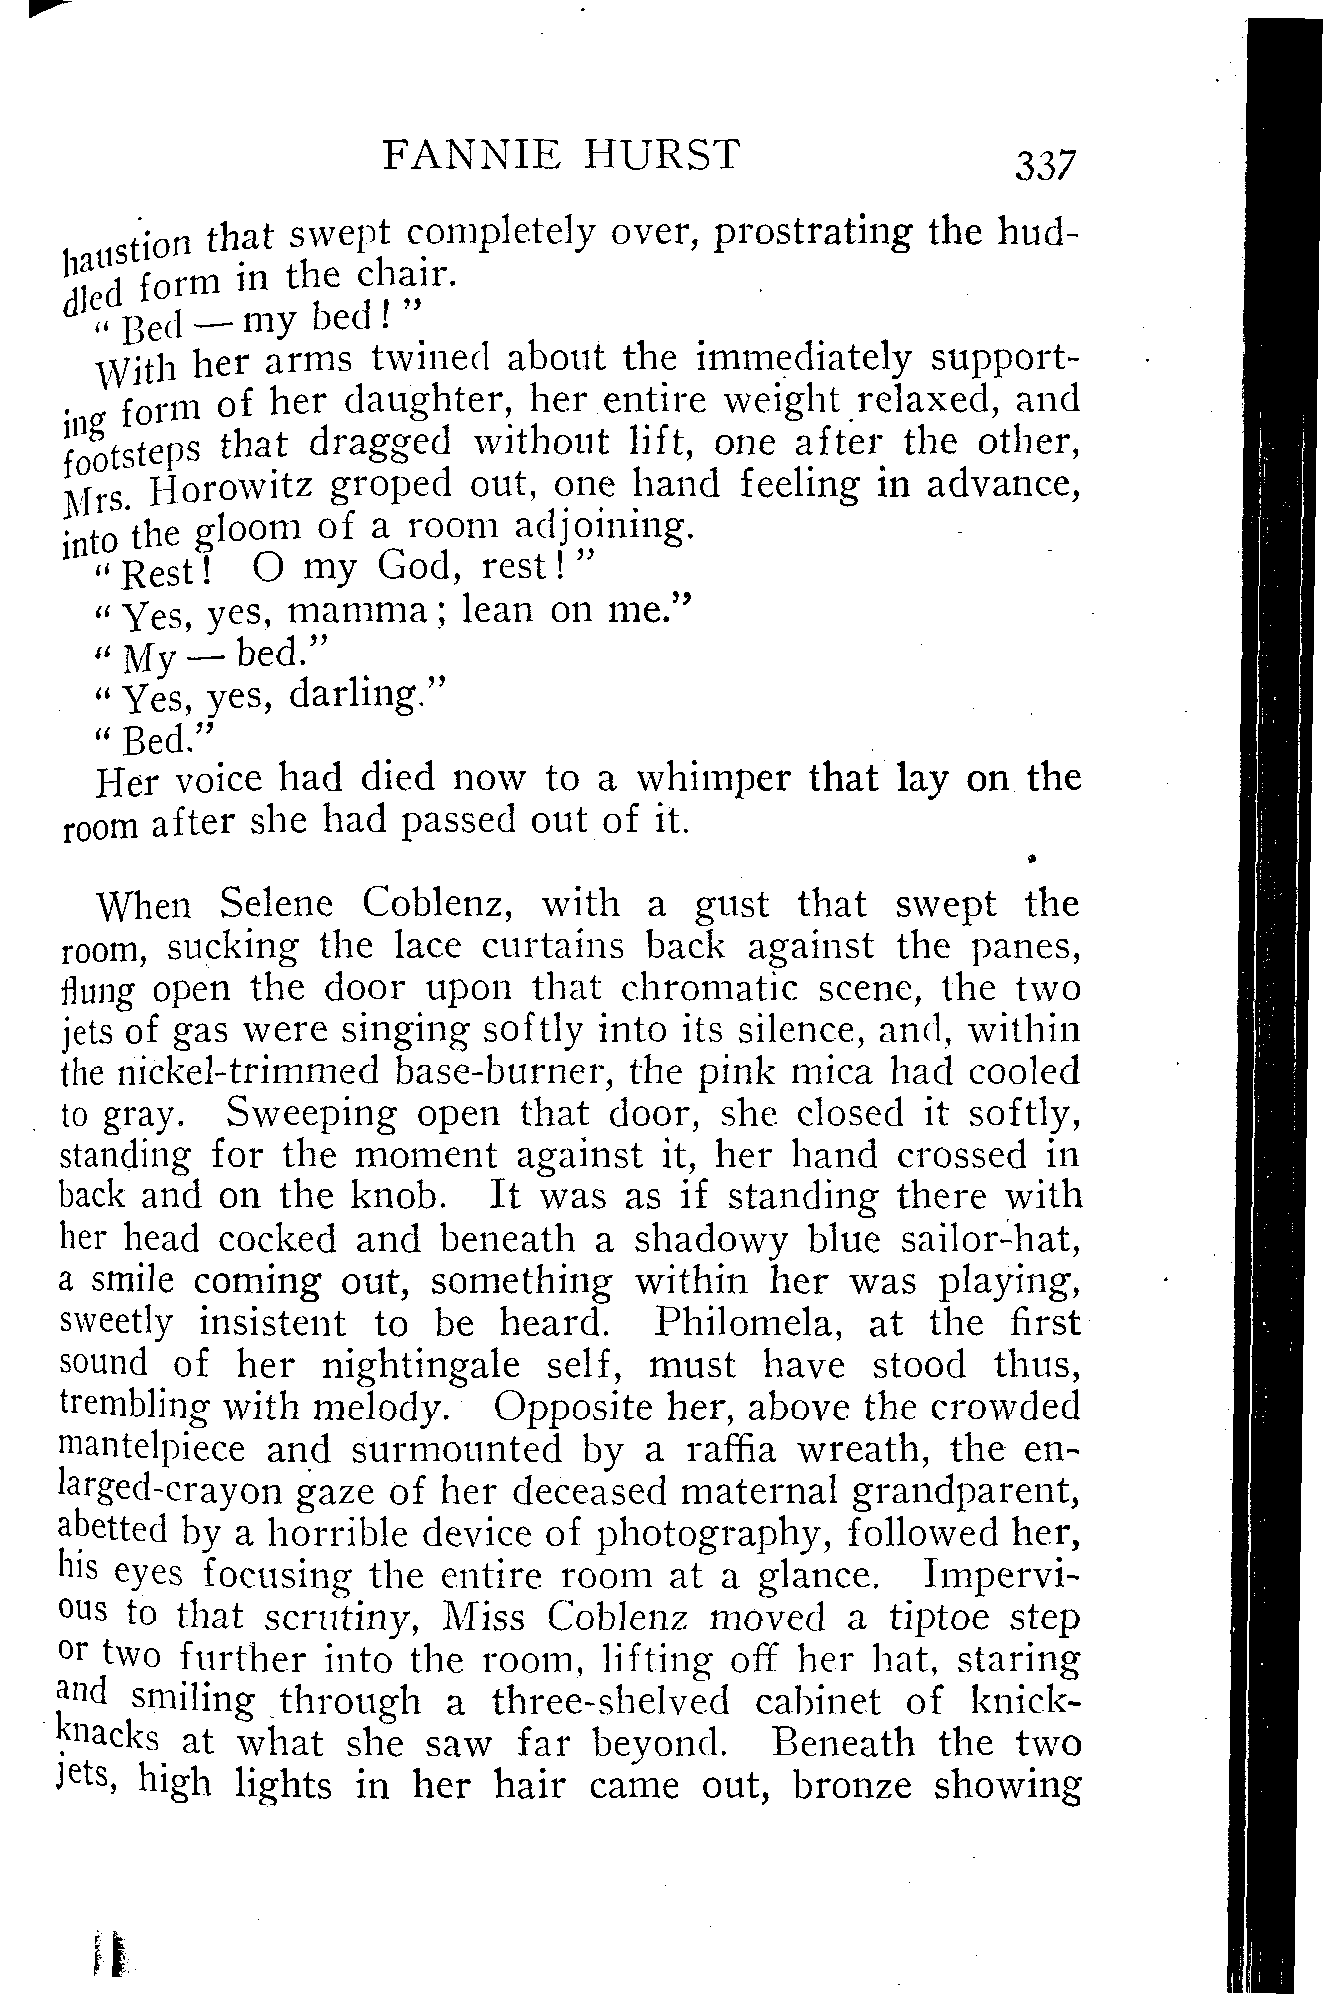 FANNIE HURST 337
haustion that swept completely over, prostrating the hud-
dled form in the chair.
“ Bed — my bed! ”
With her arms twined about the immediately support-
ing form of her daughter, her entire weight relaxed, and
footsteps that dragged without lift, one after the other,
Mrs. Horowitz groped out, one hand feeling in advance,
into the gloom of a room adjoining.
“ Rest! O my God, rest! ”
“ Yes, yes, mamma; lean on me.”
“ My — bed.”
“ Yes, yes, darling.”
“ Bed.”
Her voice had died now to a whimper that lay on the
room after she had passed out of it.
When Selene Coblenz, with a gust that swept the
room, sucking the lace curtains back against the panes,
flung open the door upon that chromatic scene, the two
jets of gas were singing softly into its silence, and, within
the nickel-trimmed base-burner, the pink mica had cooled
to gray. Sweeping open that door, she closed it softly,
standing for the moment against it, her hand crossed in
back and on the knob. It was as if standing there with
her head cocked and beneath a shadowy blue sailor-hat,
a smile coming out, something within her was playing,
sweetly insistent to be heard. Philomela, at the first
sound of her nightingale self, must have stood thus,
trembling with melody. Opposite her, above the crowded
mantelpiece and surmounted by a raffia wreath, the en-
larged-crayon gaze of her deceased maternal grandparent,
abetted by a horrible device of photography, followed her,
his eyes focusing the entire room at a glance. Impervi-
ous to that scrutiny, Miss Coblenz moved a tiptoe step
or two further into the room, lifting off her hat, staring
and smiling through a three-shelved cabinet of knick-
knacks at what she saw far beyond. Beneath the two
jets, high lights in her hair came out, bronze showing